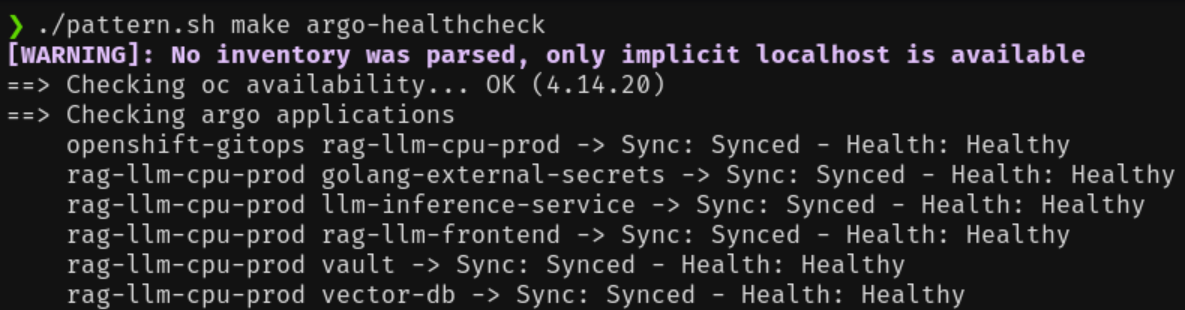 ❯ ./pattern.sh make argo-healthcheck
[WARNING]: No inventory was parsed, only implicit localhost is available
==> Checking oc availability... OK (4.14.20)
==> Checking argo applications
    openshift-gitops rag-llm-cpu-prod -> Sync: Synced - Health: Healthy
    rag-llm-cpu-prod golang-external-secrets -> Sync: Synced - Health: Healthy
    rag-llm-cpu-prod llm-inference-service -> Sync: Synced - Health: Healthy
    rag-llm-cpu-prod rag-llm-frontend -> Sync: Synced - Health: Healthy
    rag-llm-cpu-prod vault -> Sync: Synced - Health: Healthy
    rag-llm-cpu-prod vector-db -> Sync: Synced - Health: Healthy